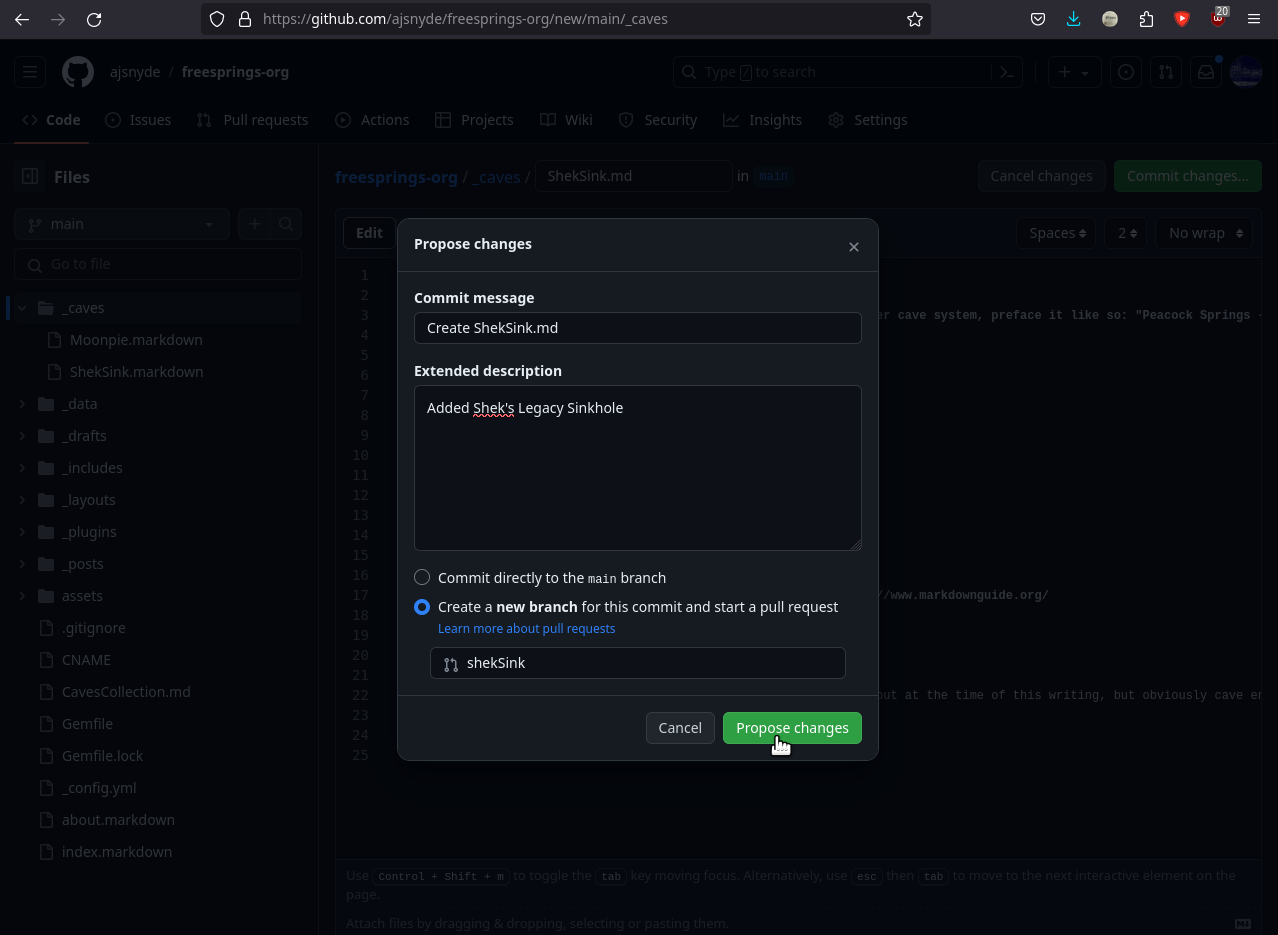 https://github.com/ajsnyde/freesprings-org/new/main/_caves
20
ajsnyde / freesprings-org
Type / to search
Code
Issues
Pull requests
Actions
Projects
Wiki
Security
Insights
Settings
Files
freesprings-org / _caves / ShekSink.md in main
Cancel changes
Commit changes...
main
Go to file
Edit
Spaces
2
No wrap
_caves
Moonpie.markdown
ShekSink.markdown
_data
_drafts
_includes
_layouts
_plugins
_posts
assets
.gitignore
CNAME
CavesCollection.md
Gemfile
Gemfile.lock
_config.yml
about.markdown
index.markdown
Propose changes
Commit message
Create ShekSink.md
Extended description
Added Shek's Legacy Sinkhole
Commit directly to the main branch
Create a new branch for this commit and start a pull request
Learn more about pull requests
shekSink
Cancel
Propose changes
1
2
3
er cave system, preface it like so: "Peacock Springs -
4
5
6
7
8
9
10
11
12
13
14
15
16
17
//www.markdownguide.org/
18
19
20
21
22
out at the time of this writing, but obviously cave en
23
24
25
Use Control + Shift + m to toggle the tab key moving focus. Alternatively, use esc then tab to move to the next interactive element on the
page.
Attach files by dragging & dropping, selecting or pasting them.